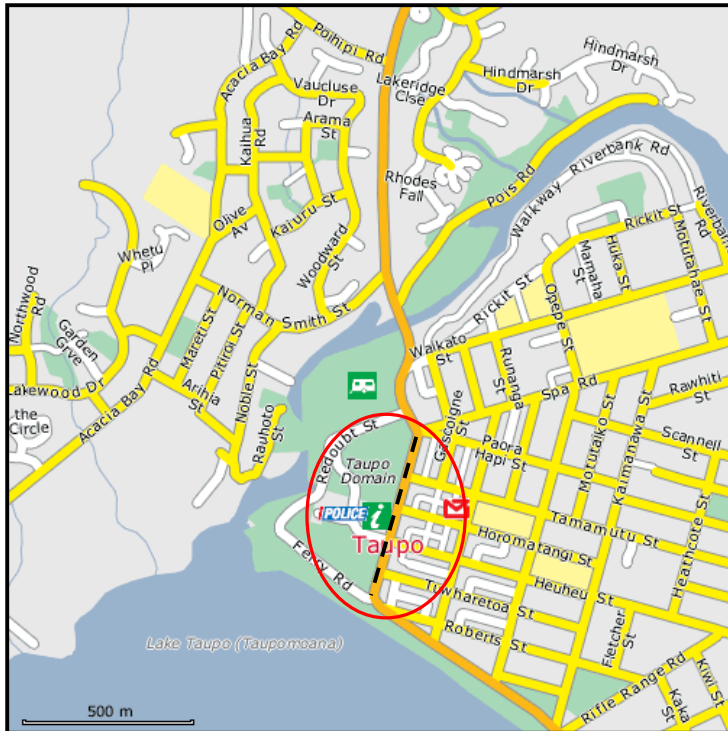 Acacia Bay Rd
Poihipi Rd
Hindmarsh
Dr
Lakeridge
Clse
Hindmarsh
Dr
Vaucluse
Dr
Arama
St
Kaihua
Rd
Rhodes
Fall
Pois Rd
Walkway
Riverbank Rd
Riverbank
Rd
Olive
Av
Kaiuru St
Woodward
St
Whetu
Pl
Rickit St
Mamaha
St
Huka St
Motutahae St
Northwood
Rd
Garden
Grve
Norman Smith St
Mareti St
Pitiroi St
Rickit St
Opepe St
Waikato
St
Runanga
St
Lakewood Dr
Acacia Bay Rd
Arihia
St
Noble St
Rauhoto
St
Spa Rd
Rawhiti
St
the
Circle
Redoubt St
Gascoigne
St
Paora
Hapi St
Motutaiko St
Kaimanawa St
Scannell
St
Taupo
Domain
POLICE
i
Taupo
Tamamutu St
Horomatangi St
Heathcote St
Ferry Rd
Heuheu St
Tuwharetoa St
Roberts St
Fletcher
St
Lake Taupo (Taupomoana)
Rifle Range Rd
Kiwi St
Kaka
St
500 m